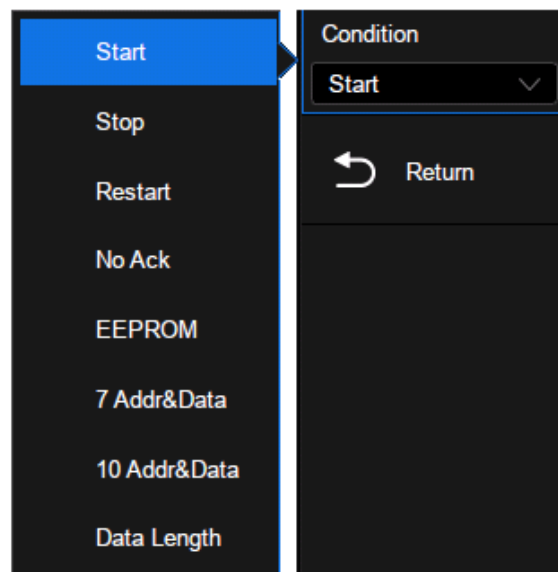 Start
Stop
Restart
No Ack
EEPROM
7 Addr&Data
10 Addr&Data
Data Length
Condition
Start
Return